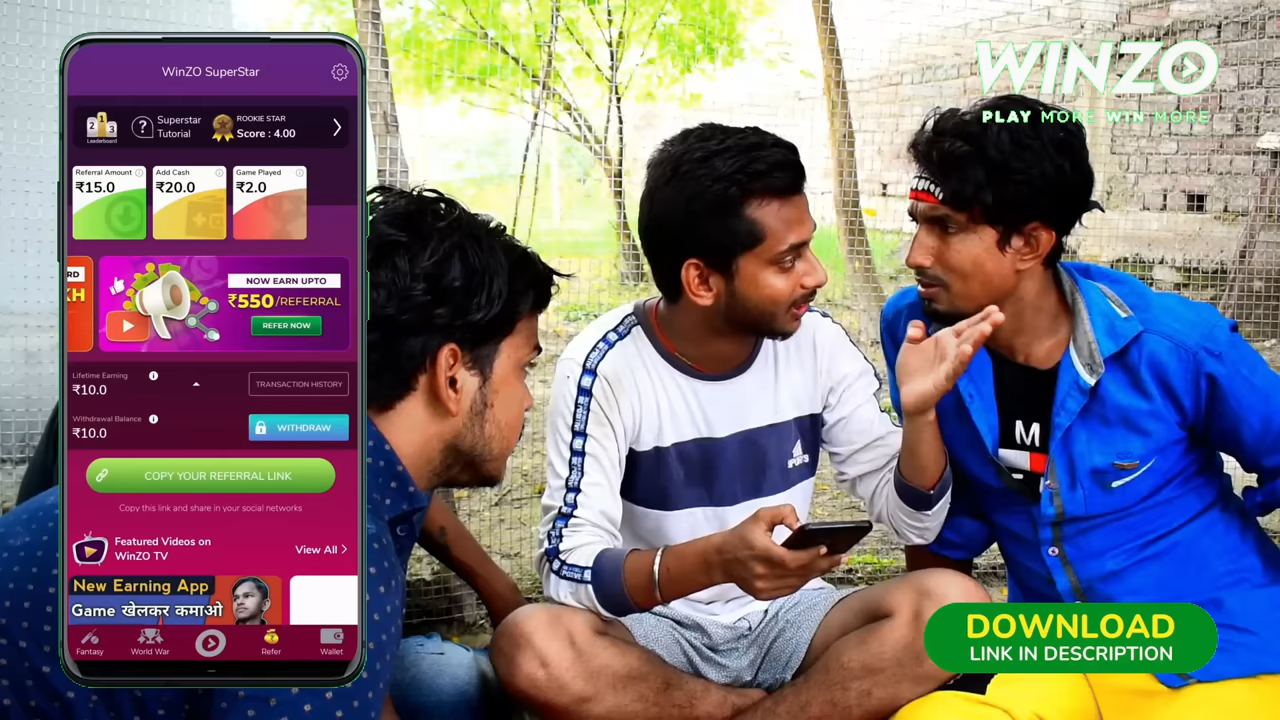 WinZO SuperStar
2 1 3
Leaderboard
?
Superstar
Tutorial
ROOKIE STAR
Score : 4.00
Referral Amount
₹15.0
Add Cash
₹20.0
Game Played
₹2.0
RD
KH
NOW EARN UPTO
₹550/REFERRAL
REFER NOW
Lifetime Earning
₹10.0
TRANSACTION HISTORY
Withdrawal Balance
₹10.0
WITHDRAW
COPY YOUR REFERRAL LINK
Copy this link and share in your social networks
Featured Videos on
WinZO TV
View All
New Earning App
Game खेलकर कमाओ
Fantasy
World War
Refer
Wallet
WINZO
PLAY MORE WIN MORE
SPORTS
M
DOWNLOAD
LINK IN DESCRIPTION